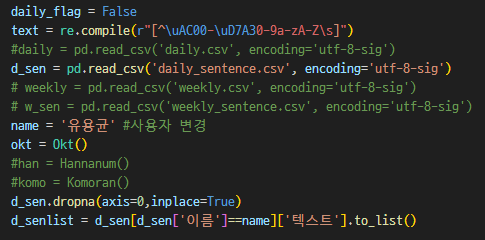 daily_flag = False
text = re.compile(r"[^\uAC00-\uD7A30-9a-zA-Z\s]")
#daily = pd.read_csv('daily.csv', encoding='utf-8-sig')
d_sen = pd.read_csv('daily_sentence.csv', encoding='utf-8-sig')
# weekly = pd.read_csv('weekly.csv', encoding='utf-8-sig')
# w_sen = pd.read_csv('weekly_sentence.csv', encoding='utf-8-sig')
name = '유용균' #사용자 변경
okt = Okt()
#han = Hannanum()
#komo = Komoran()
d_sen.dropna(axis=0,inplace=True)
d_senlist = d_sen[d_sen['이름']==name]['텍스트'].to_list()